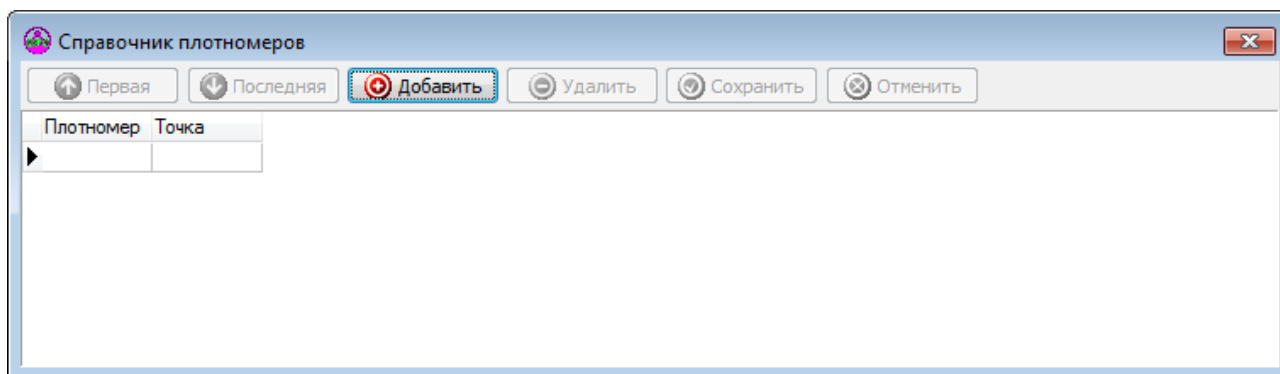 Справочник плотномеров
Первая Последняя Добавить Удалить Сохранить Отменить
Плотномер Точка